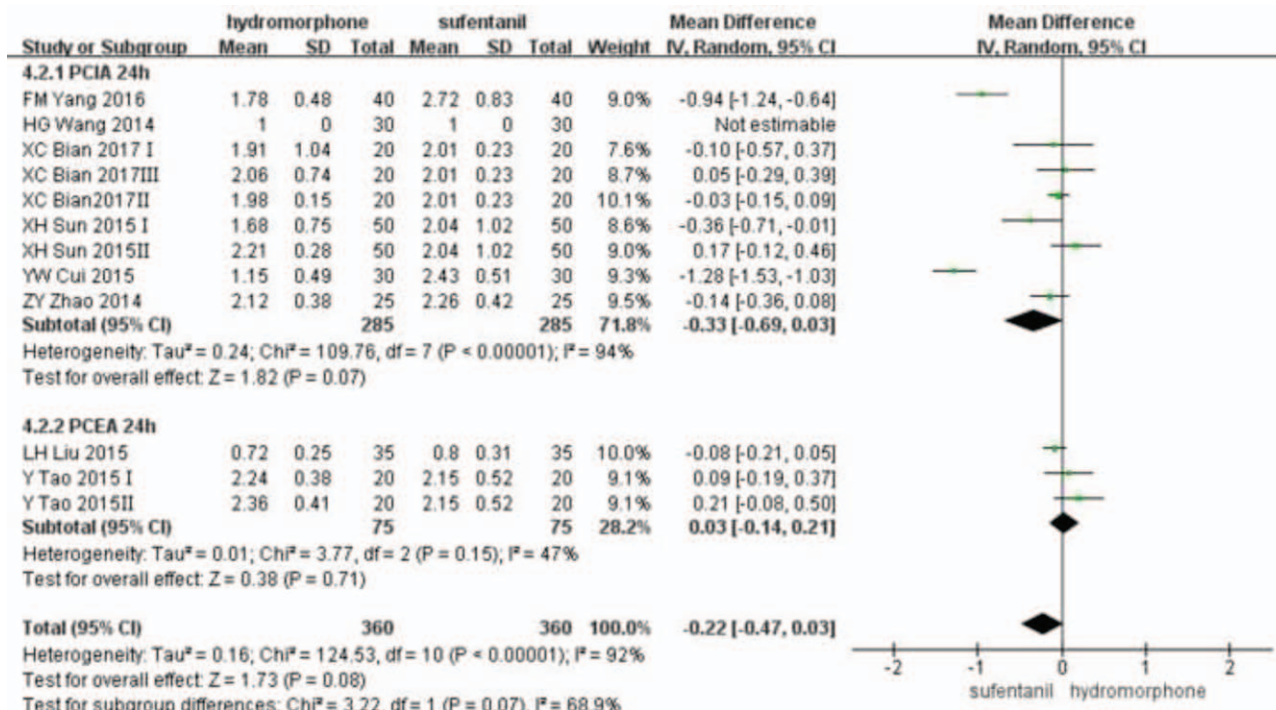 hydromorphone sufentanil Mean Difference Mean Difference
Study or Subgroup Mean SD Total Mean SD Total Weight IV, Random, 95% CI IV, Random, 95% CI
4.2.1 PCIA 24h
FM Yang 2016 1.78 0.48 40 2.72 0.83 40 9.0% -0.94 [-1.24, -0.64]
HG Wang 2014 1 0 30 1 0 30 Not estimable
XC Bian 2017 I 1.91 1.04 20 2.01 0.23 20 7.6% -0.10 [-0.57, 0.37]
XC Bian 2017III 2.06 0.74 20 2.01 0.23 20 8.7% 0.05 [-0.29, 0.39]
XC Bian2017II 1.98 0.15 20 2.01 0.23 20 10.1% -0.03 [-0.15, 0.09]
XH Sun 2015 I 1.68 0.75 50 2.04 1.02 50 8.6% -0.36 [-0.71, -0.01]
XH Sun 2015II 2.21 0.28 50 2.04 1.02 50 9.0% 0.17 [-0.12, 0.46]
YW Cui 2015 1.15 0.49 30 2.43 0.51 30 9.3% -1.28 [-1.53, -1.03]
ZY Zhao 2014 2.12 0.38 25 2.26 0.42 25 9.5% -0.14 [-0.36, 0.08]
Subtotal (95% CI) 285 285 71.8% -0.33 [-0.69, 0.03]
Heterogeneity: Tau² = 0.24; Chi² = 109.76, df = 7 (P < 0.00001); I² = 94%
Test for overall effect: Z = 1.82 (P = 0.07)
4.2.2 PCEA 24h
LH Liu 2015 0.72 0.25 35 0.8 0.31 35 10.0% -0.08 [-0.21, 0.05]
Y Tao 2015 I 2.24 0.38 20 2.15 0.52 20 9.1% 0.09 [-0.19, 0.37]
Y Tao 2015II 2.36 0.41 20 2.15 0.52 20 9.1% 0.21 [-0.08, 0.50]
Subtotal (95% CI) 75 75 28.2% 0.03 [-0.14, 0.21]
Heterogeneity: Tau² = 0.01; Chi² = 3.77, df = 2 (P = 0.15); I² = 47%
Test for overall effect: Z = 0.38 (P = 0.71)
Total (95% CI) 360 360 100.0% -0.22 [-0.47, 0.03]
Heterogeneity: Tau² = 0.16; Chi² = 124.53, df = 10 (P < 0.00001); I² = 92%
Test for overall effect: Z = 1.73 (P = 0.08)
Test for subgroup differences: Chi² = 3.22, df = 1 (P = 0.07), I² = 68.9%
-2 -1 0 1 2
sufentanil hydromorphone